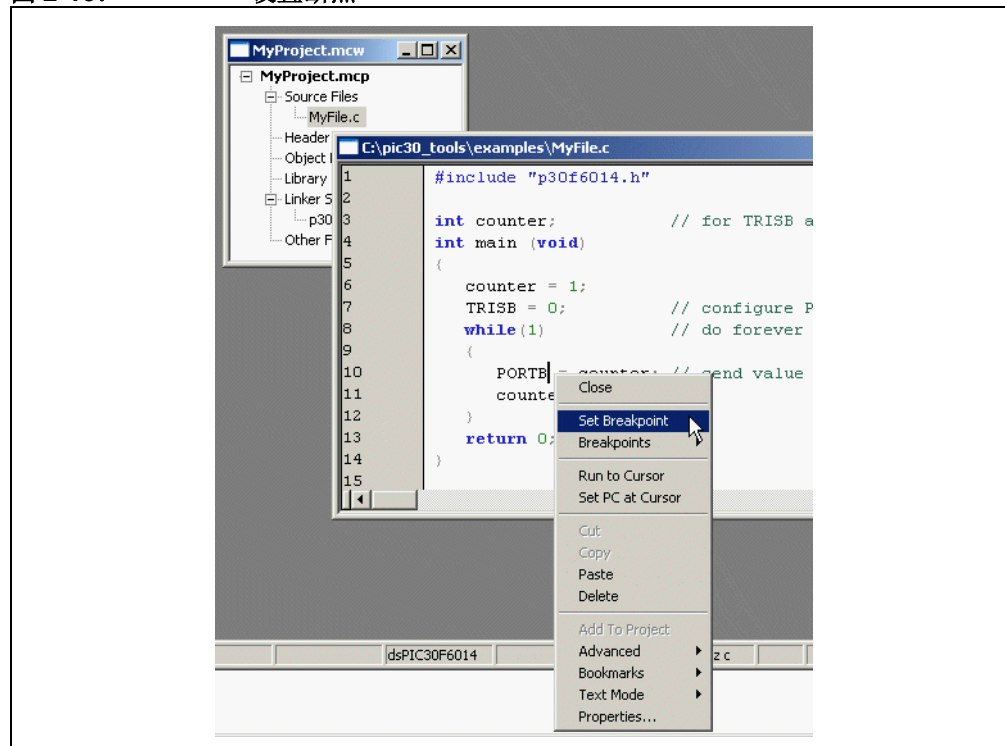 MyProject.mcw
MyProject.mcp
Source Files
MyFile.c
Header
Object
Library
Linker S
p30
Other F
C:\pic30_tools\examples\MyFile.c
1 #include "p30f6014.h"
2
3 int counter; // for TRISB a
4 int main (void)
5 {
6 counter = 1;
7 TRISB = 0; // configure P
8 while(1) // do forever
9 {
10 PORTB = counter; // send value
11 counte
12 }
13 return 0;
14 }
15
Close
Set Breakpoint
Breakpoints
Run to Cursor
Set PC at Cursor
Cut
Copy
Paste
Delete
Add To Project
Advanced
Bookmarks
Text Mode
Properties...
dsPIC30F6014
z c